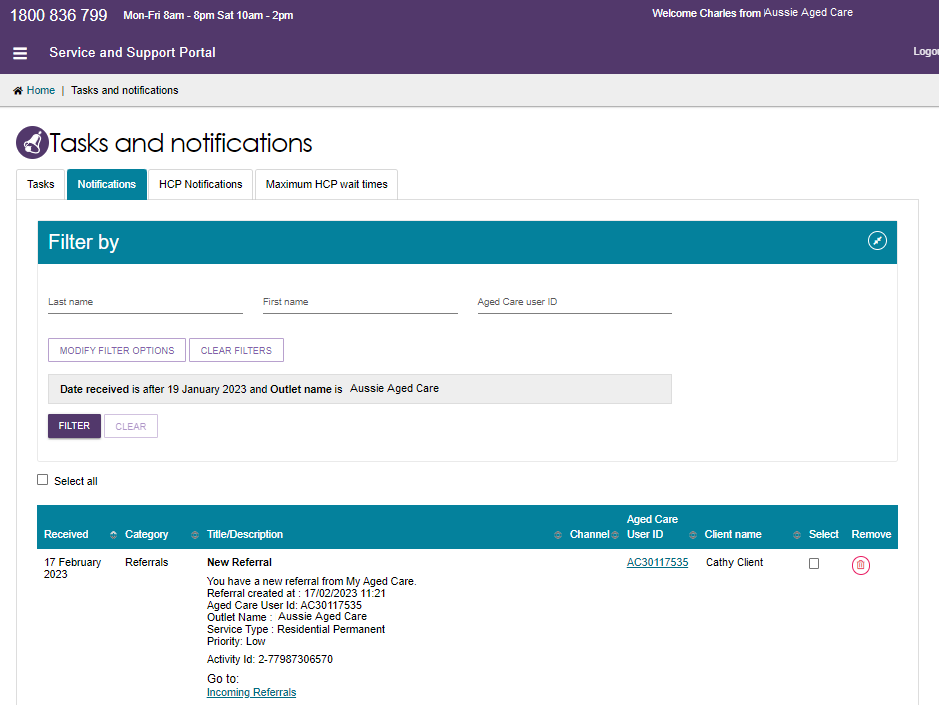 1800 836 799 Mon-Fri 8am - 8pm Sat 10am - 2pm Welcome Charles from Aussie Aged Care
Service and Support Portal
Home | Tasks and notifications
Tasks and notifications
Tasks Notifications HCP Notifications Maximum HCP wait times
Filter by
Last name First name Aged Care user ID
MODIFY FILTER OPTIONS CLEAR FILTERS
Date received is after 19 January 2023 and Outlet name is Aussie Aged Care
FILTER CLEAR
Select all
Received Category Title/Description Channel Aged Care User ID Client name Select Remove
17 February 2023 Referrals New Referral AC30117535 Cathy Client
You have a new referral from My Aged Care.
Referral created at : 17/02/2023 11:21
Aged Care User Id: AC30117535
Outlet Name : Aussie Aged Care
Service Type : Residential Permanent
Priority: Low
Activity Id: 2-77987306570
Go to:
Incoming Referrals